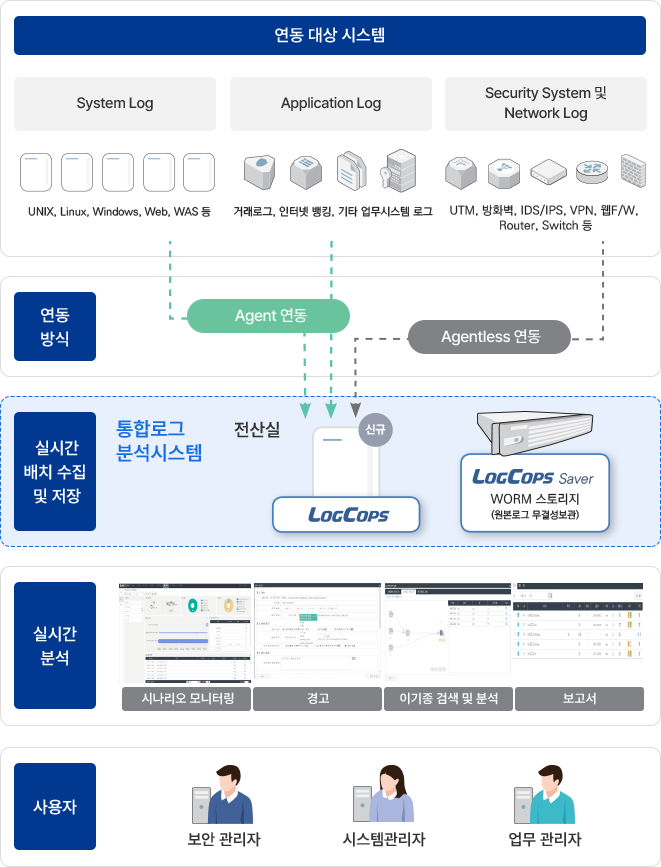 연동 대상 시스템
System Log
Application Log
Security System 및
Network Log
UNIX, Linux, Windows, Web, WAS 등
거래로그, 인터넷 뱅킹, 기타 업무시스템 로그
UTM, 방화벽, IDS/IPS, VPN, 웹F/W,
Router, Switch 등
연동
방식
Agent 연동
Agentless 연동
실시간
배치 수집
및 저장
통합로그
분석시스템
전산실
신규
LOGCOPS
LOGCOPS Saver
WORM 스토리지
(원본로그 무결성보관)
실시간
분석
시나리오 모니터링
경고
이기종 검색 및 분석
보고서
사용자
보안 관리자
시스템관리자
업무 관리자